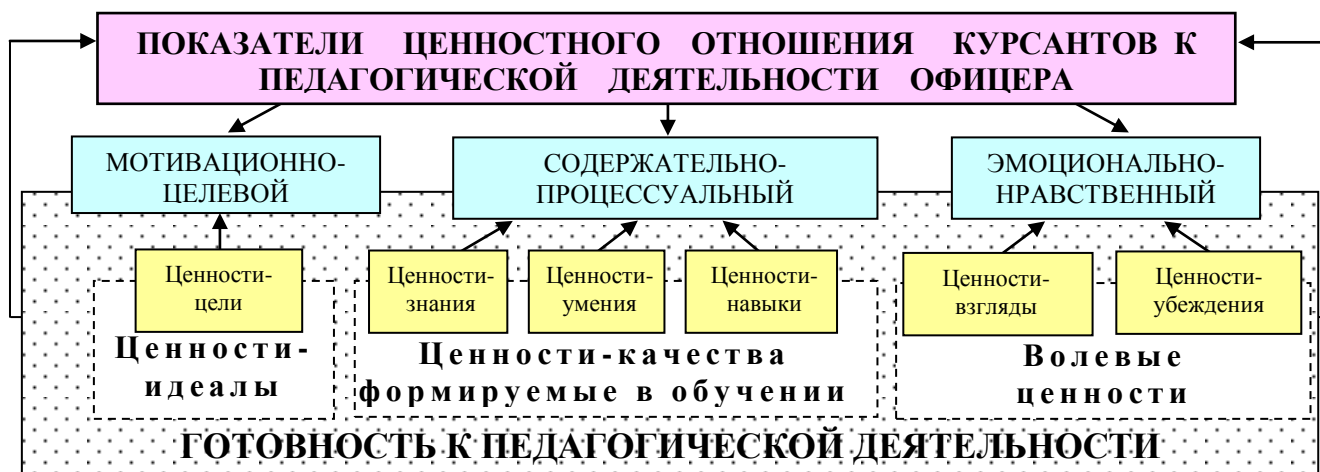 ПОКАЗАТЕЛИ ЦЕННОСТНОГО ОТНОШЕНИЯ КУРСАНТОВ К
ПЕДАГОГИЧЕСКОЙ ДЕЯТЕЛЬНОСТИ ОФИЦЕРА
МОТИВАЦИОННО-
ЦЕЛЕВОЙ
СОДЕРЖАТЕЛЬНО-
ПРОЦЕССУАЛЬНЫЙ
ЭМОЦИОНАЛЬНО-
НРАВСТВЕННЫЙ
Ценности-
цели
Ценности-
знания
Ценности-
умения
Ценности-
навыки
Ценности-
взгляды
Ценности-
убеждения
Ценности-
идеалы
Ценности-качества
формируемые в обучении
Волевые
ценности
ГОТОВНОСТЬ К ПЕДАГОГИЧЕСКОЙ ДЕЯТЕЛЬНОСТИ